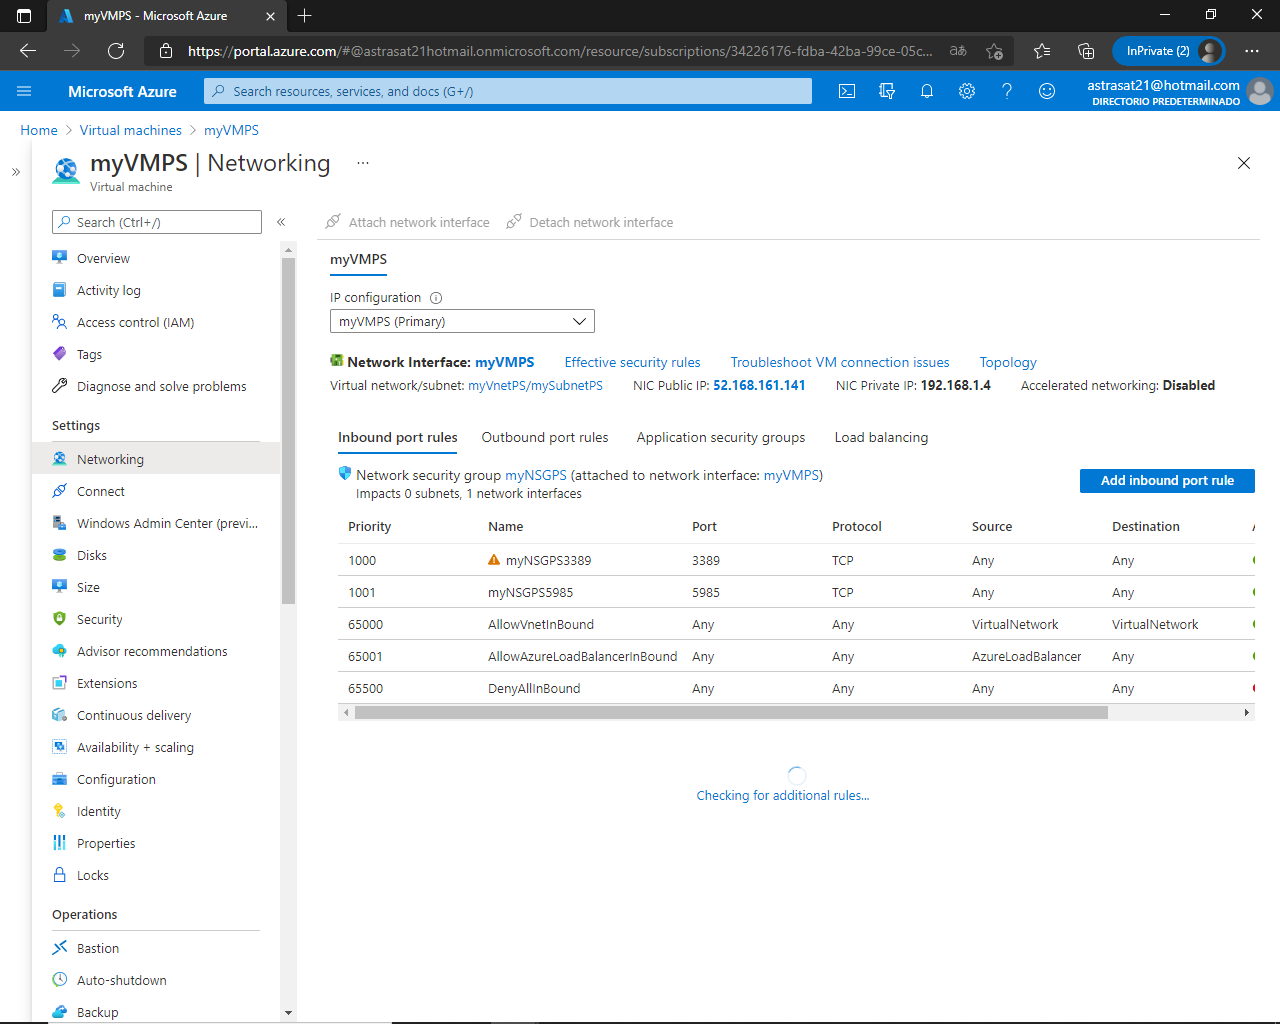 myVMPS - Microsoft Azure
https://portal.azure.com/#@astrasat21hotmail.onmicrosoft.com/resource/subscriptions/34226176-fdba-42ba-99ce-05c...
InPrivate (2)
Microsoft Azure
Search resources, services, and docs (G+/)
astrasat21@hotmail.com
DIRECTORIO PREDETERMINADO
Home > Virtual machines > myVMPS
myVMPS | Networking ...
Virtual machine
Search (Ctrl+/)
Overview
Activity log
Access control (IAM)
Tags
Diagnose and solve problems
Settings
Networking
Connect
Windows Admin Center (previ...
Disks
Size
Security
Advisor recommendations
Extensions
Continuous delivery
Availability + scaling
Configuration
Identity
Properties
Locks
Operations
Bastion
Auto-shutdown
Backup
Attach network interface Detach network interface
myVMPS
IP configuration
myVMPS (Primary)
Network Interface: myVMPS Effective security rules Troubleshoot VM connection issues Topology
Virtual network/subnet: myVnetPS/mySubnetPS NIC Public IP: 52.168.161.141 NIC Private IP: 192.168.1.4 Accelerated networking: Disabled
Inbound port rules Outbound port rules Application security groups Load balancing
Network security group myNSGPS (attached to network interface: myVMPS)
Impacts 0 subnets, 1 network interfaces
Add inbound port rule
Priority Name Port Protocol Source Destination
1000 myNSGPS3389 3389 TCP Any Any
1001 myNSGPS5985 5985 TCP Any Any
65000 AllowVnetInBound Any Any VirtualNetwork VirtualNetwork
65001 AllowAzureLoadBalancerInBound Any Any AzureLoadBalancer Any
65500 DenyAllInBound Any Any Any Any
Checking for additional rules...